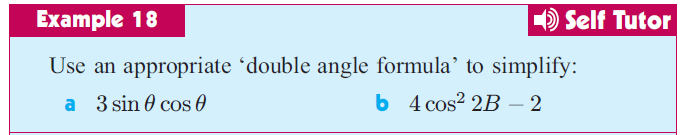 Example 18 Self Tutor
Use an appropriate ‘double angle formula’ to simplify:
a 3 sin θ cos θ b 4 cos² 2B − 2